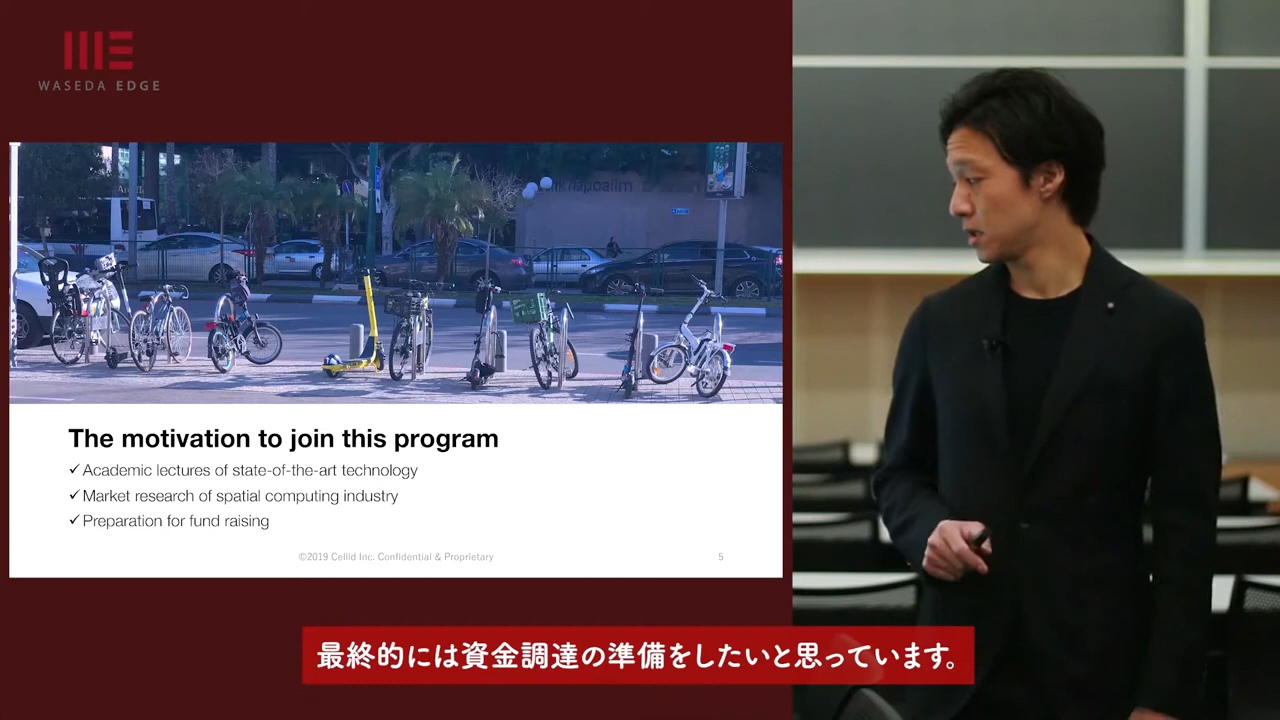 WASEDA EDGE
The motivation to join this program
✓ Academic lectures of state-of-the-art technology
✓ Market research of spatial computing industry
✓ Preparation for fund raising
©2019 Cellid Inc. Confidential & Proprietary
5
最終的には資金調達の準備をしたいと思っています。